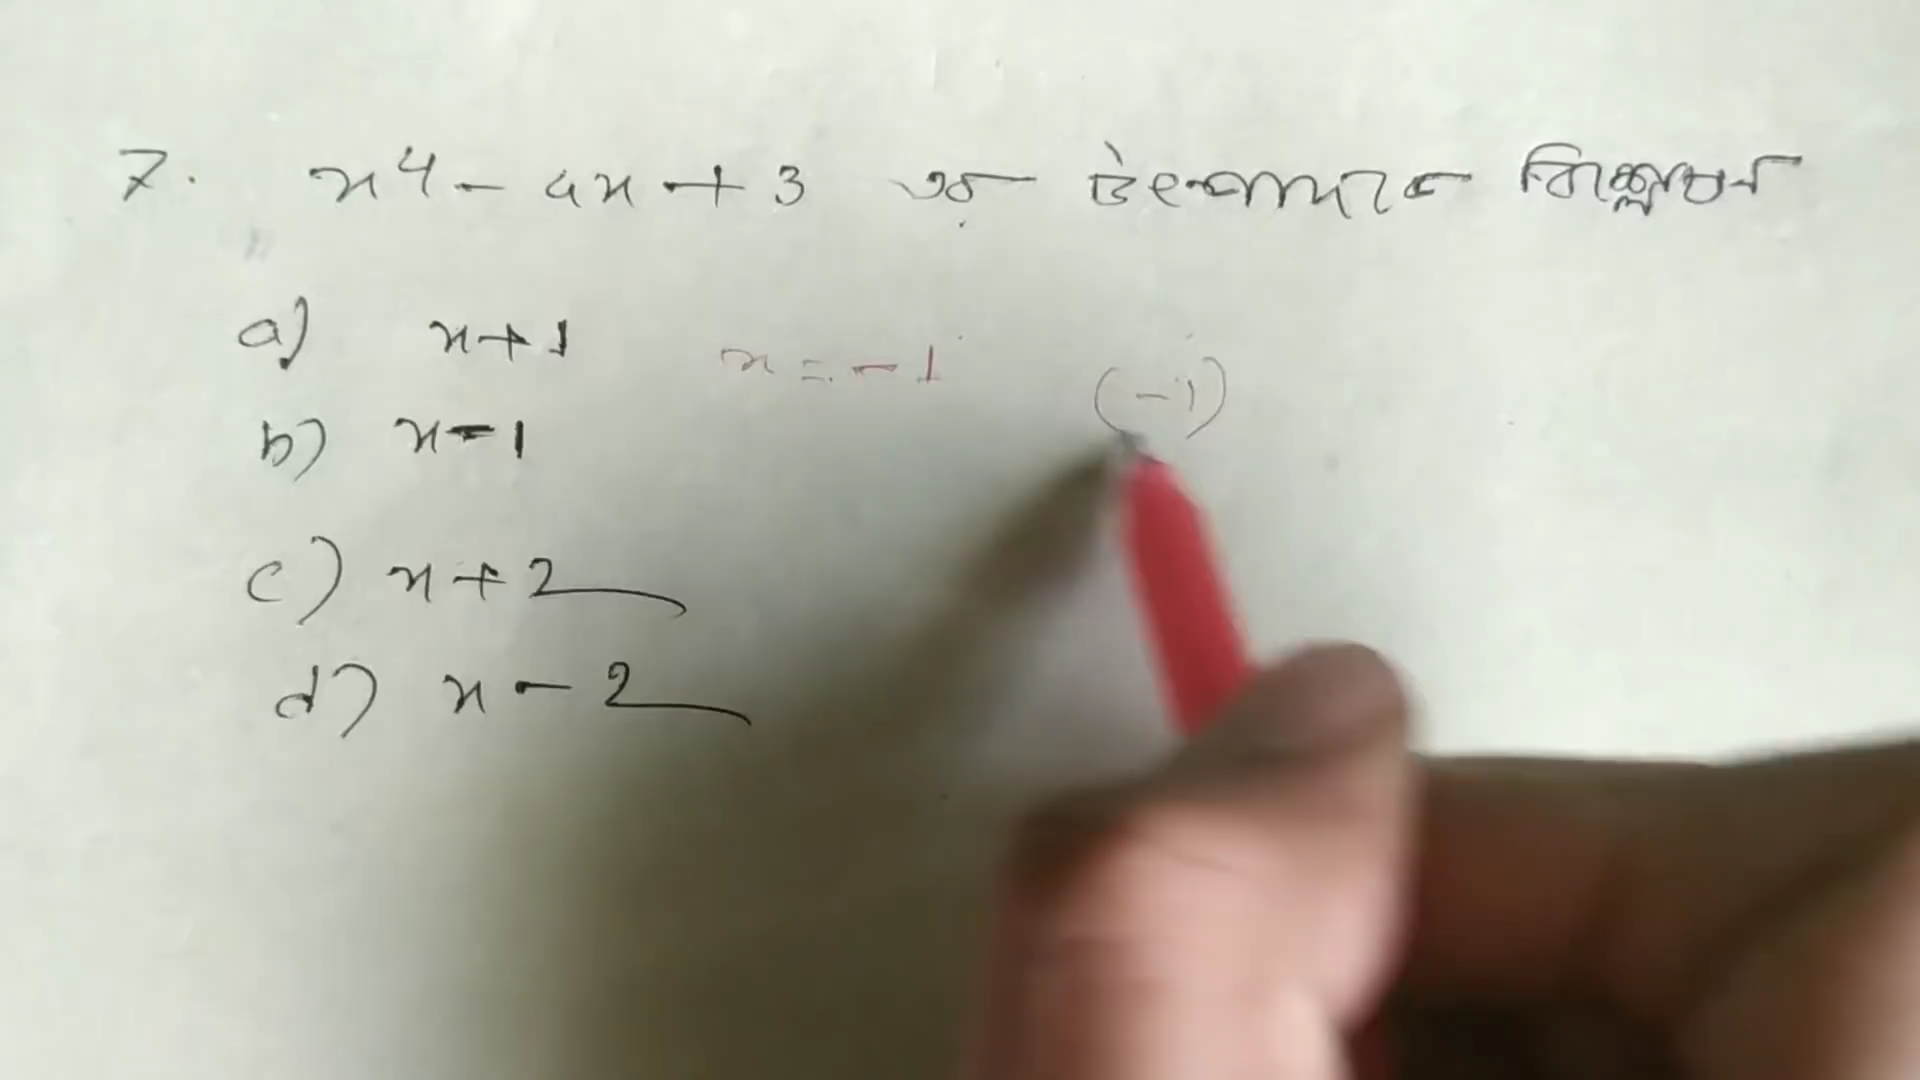 7. x⁴ - 4x + 3 এর উৎপাদকে বিশ্লেষণ
a) x+1 x = -1 (-1)
b) x-1
c) x+2
d) x-2